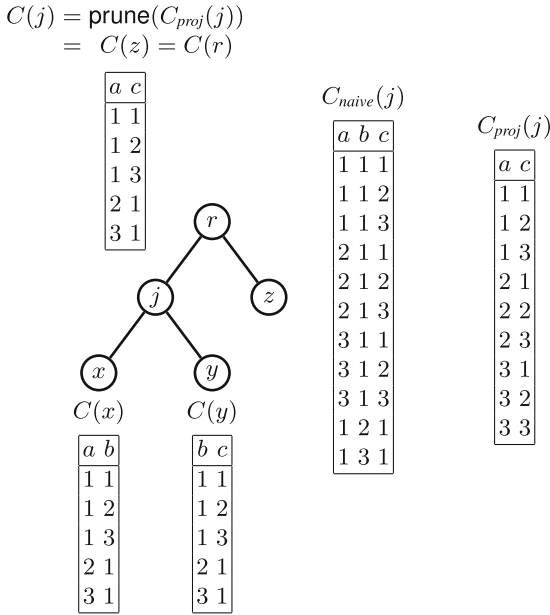 C(j) = prune(C_proj(j))
= C(z) = C(r)
a c
1 1
1 2
1 3
2 1
3 1
C_naive(j)
a b c
1 1 1
1 1 2
1 1 3
2 1 1
2 1 2
2 1 3
3 1 1
3 1 2
3 1 3
1 2 1
1 3 1
C_proj(j)
a c
1 1
1 2
1 3
2 1
2 2
2 3
3 1
3 2
3 3
r
j
z
x
y
C(x)
a b
1 1
1 2
1 3
2 1
3 1
C(y)
b c
1 1
1 2
1 3
2 1
3 1